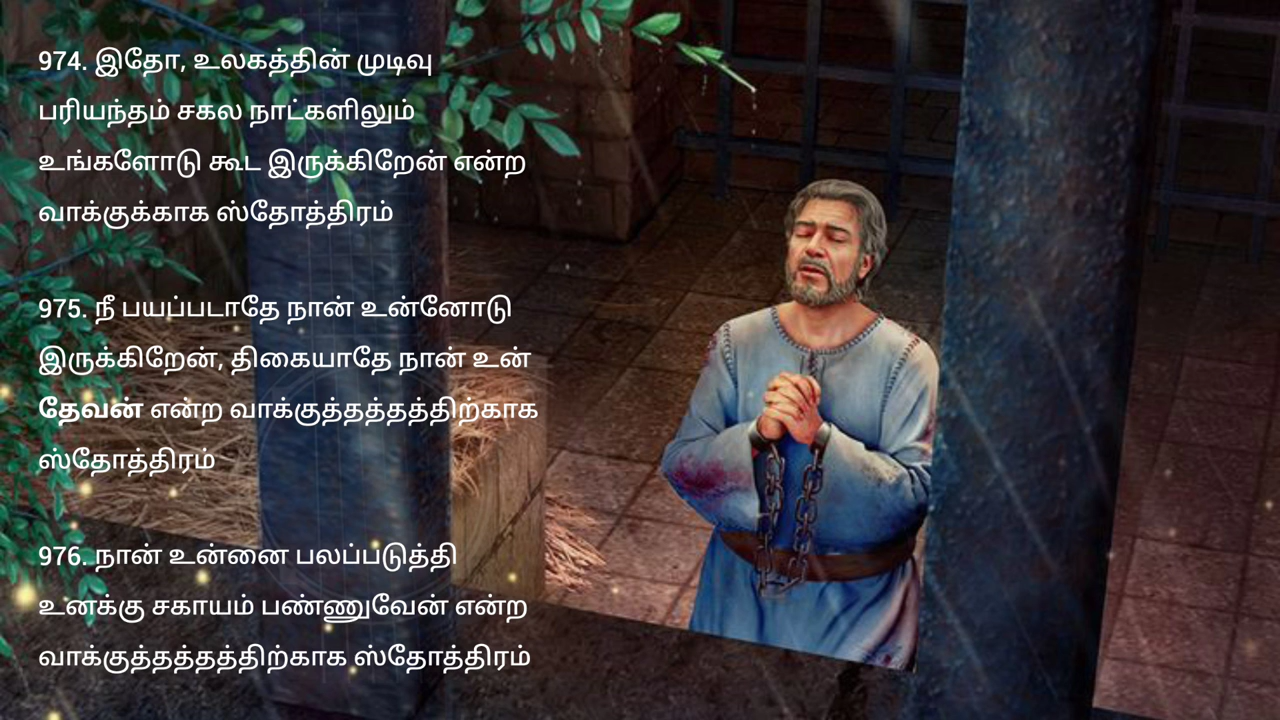 974. இதோ, உலகத்தின் முடிவு
பரியந்தம் சகல நாட்களிலும்
உங்களோடு கூட இருக்கிறேன் என்ற
வாக்குக்காக ஸ்தோத்திரம்
975. நீ பயப்படாதே நான் உன்னோடு
இருக்கிறேன், திகையாதே நான் உன்
தேவன் என்ற வாக்குத்தத்தத்திற்காக
ஸ்தோத்திரம்
976. நான் உன்னை பலப்படுத்தி
உனக்கு சகாயம் பண்ணுவேன் என்ற
வாக்குத்தத்தத்திற்காக ஸ்தோத்திரம்